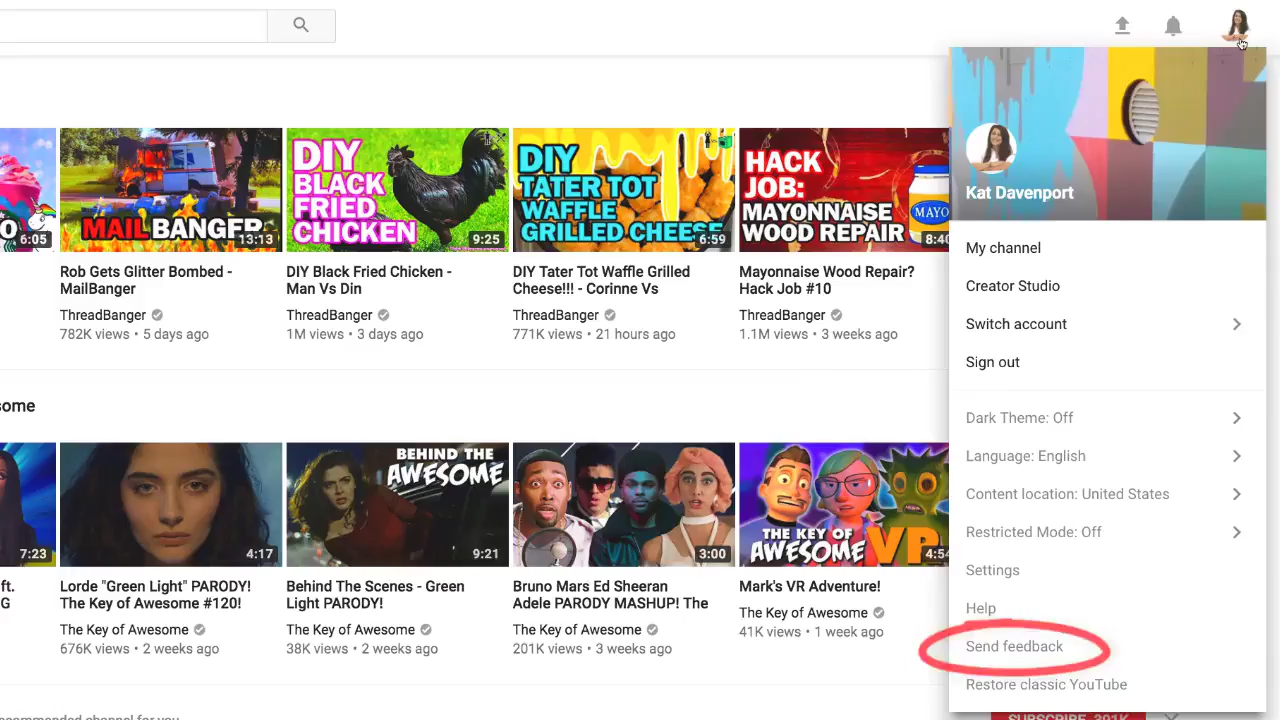 6:05
MAIL BANGER
13:13
DIY
BLACK
FRIED
CHICKEN
9:25
DIY
TATER TOT
WAFFLE
GRILLED CHEESE
6:59
HACK
JOB:
MAYONNAISE
WOOD REPAIR
MAYO
8:40
Rob Gets Glitter Bombed -
MailBanger
ThreadBanger
782K views • 5 days ago
DIY Black Fried Chicken -
Man Vs Din
ThreadBanger
1M views • 3 days ago
DIY Tater Tot Waffle Grilled
Cheese!!! - Corinne Vs
ThreadBanger
771K views • 21 hours ago
Mayonnaise Wood Repair?
Hack Job #10
ThreadBanger
1.1M views • 3 weeks ago
some
7:23
4:17
BEHIND THE
AWESOME
9:21
3:00
THE KEY OF
AWESOME
VR
4:54
ft.
G
Lorde "Green Light" PARODY!
The Key of Awesome #120!
The Key of Awesome
676K views • 2 weeks ago
Behind The Scenes - Green
Light PARODY!
The Key of Awesome
38K views • 2 weeks ago
Bruno Mars Ed Sheeran
Adele PARODY MASHUP! The
The Key of Awesome
201K views • 3 weeks ago
Mark's VR Adventure!
The Key of Awesome
41K views • 1 week ago
Kat Davenport
My channel
Creator Studio
Switch account
Sign out
Dark Theme: Off
Language: English
Content location: United States
Restricted Mode: Off
Settings
Help
Send feedback
Restore classic YouTube
commended channel for you
SUBSCRIBE 391K